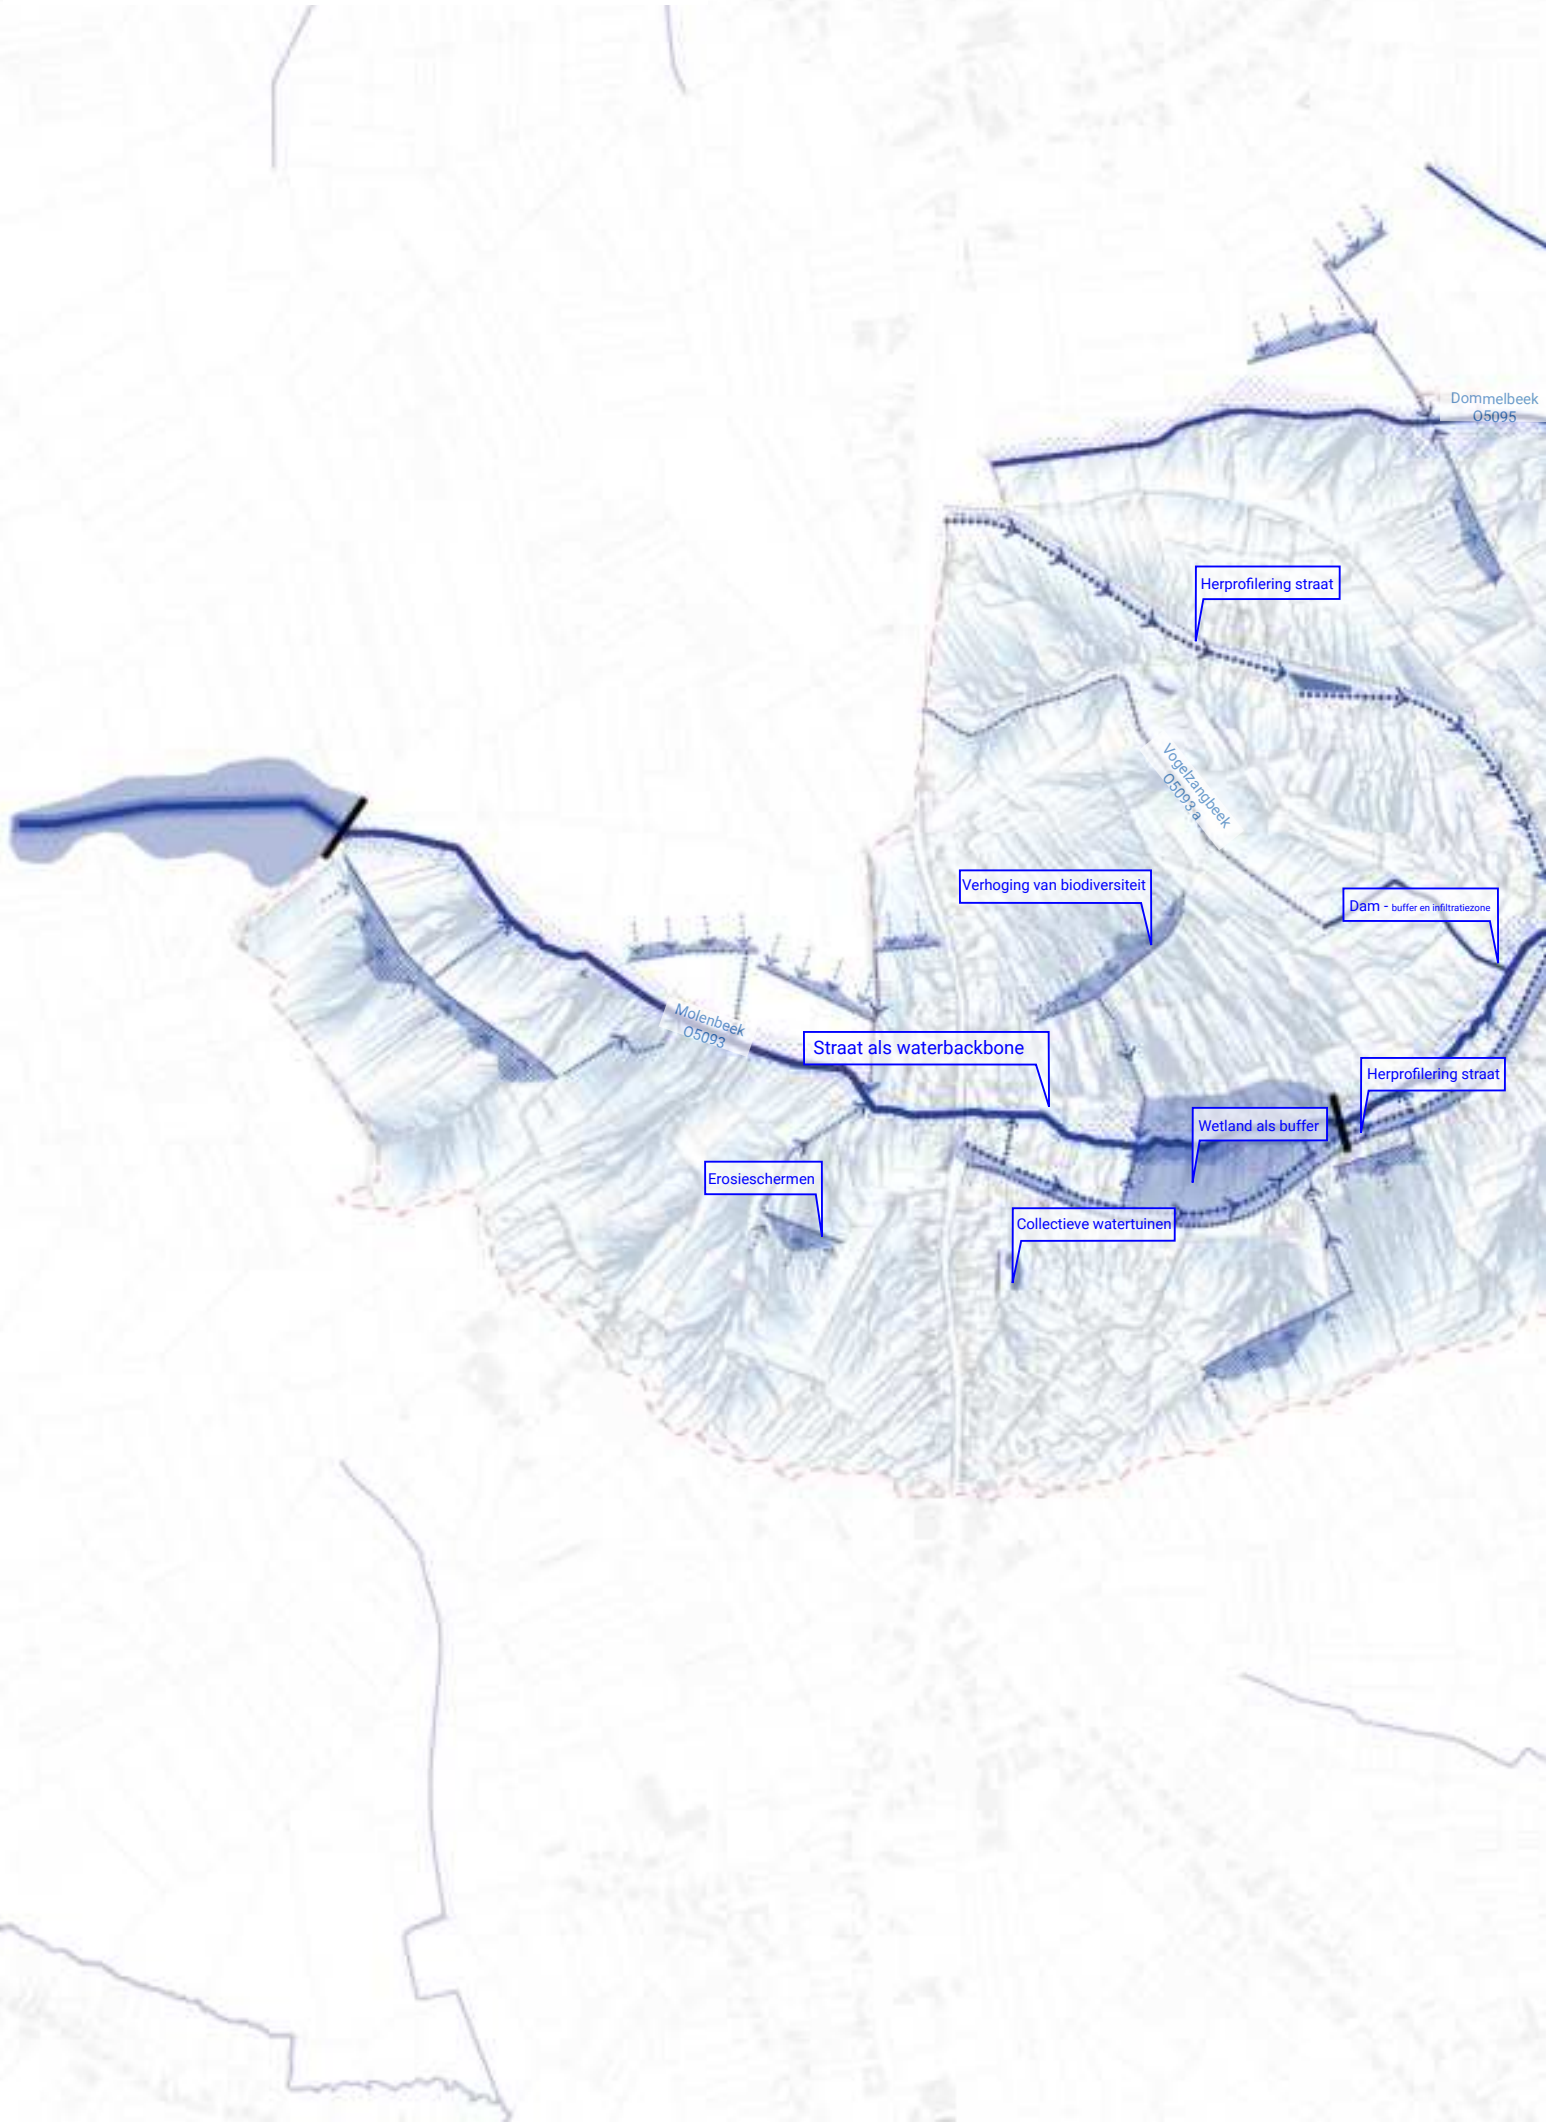 Dommelbeek
O5095
Herprofilering straat
Vogelzangbeek
O5093 a
Verhoging van biodiversiteit
Dam - buffer en infiltratiezone
Molenbeek
O5093
Straat als waterbackbone
Herprofilering straat
Wetland als buffer
Erosieschermen
Collectieve watertuinen